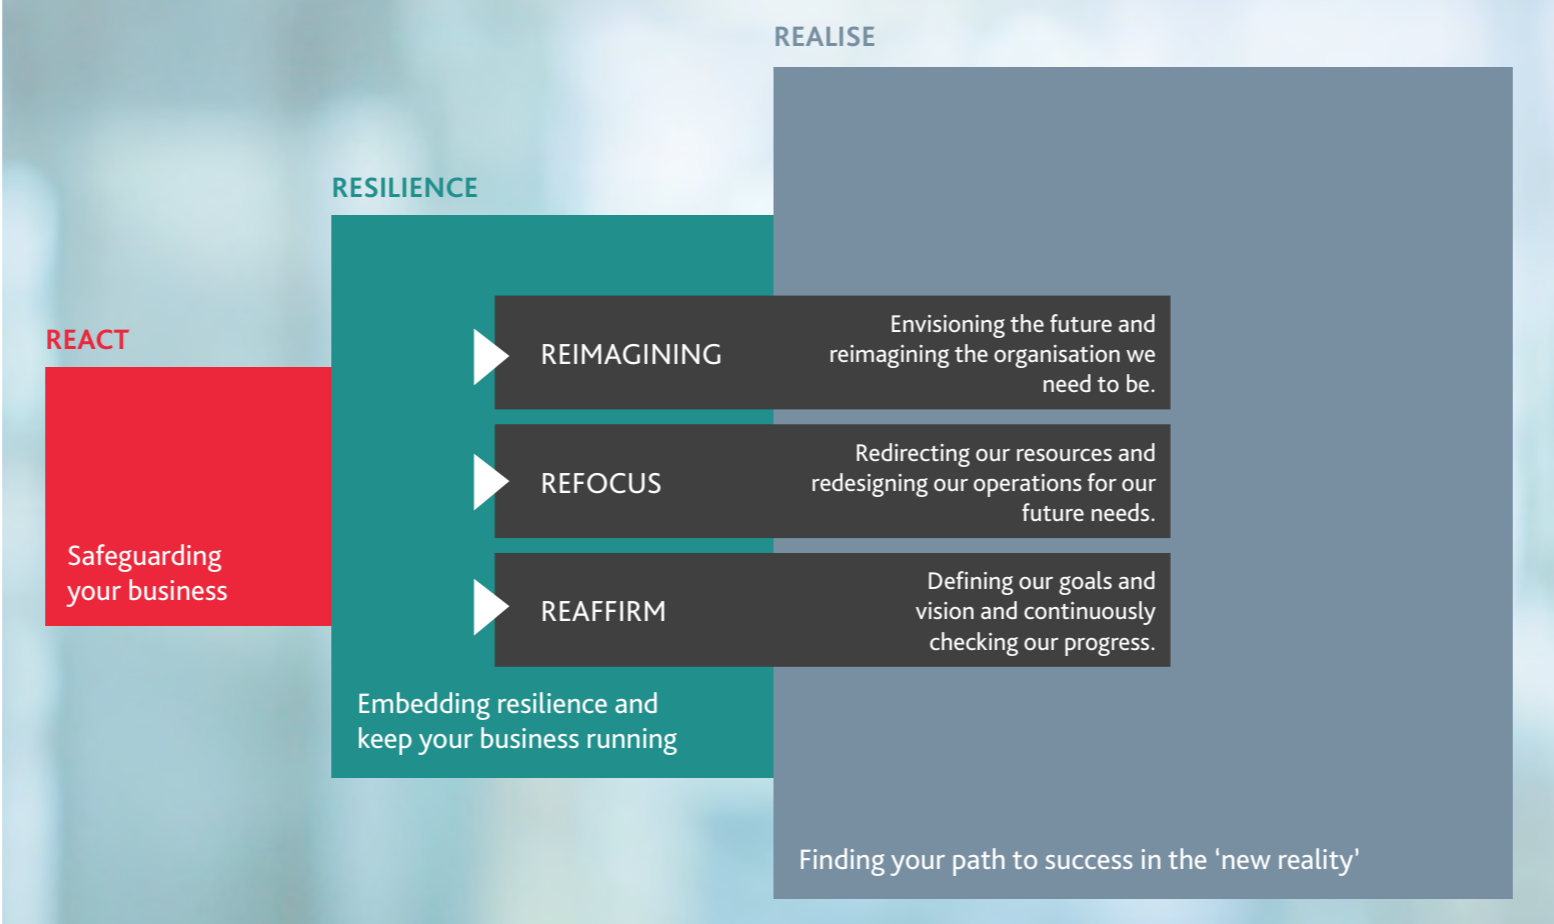 REALISE
RESILIENCE
REACT
Safeguarding
your business
REIMAGINING
Envisioning the future and
reimagining the organisation we
need to be.
REFOCUS
Redirecting our resources and
redesigning our operations for our
future needs.
REAFFIRM
Defining our goals and
vision and continuously
checking our progress.
Embedding resilience and
keep your business running
Finding your path to success in the ‘new reality’